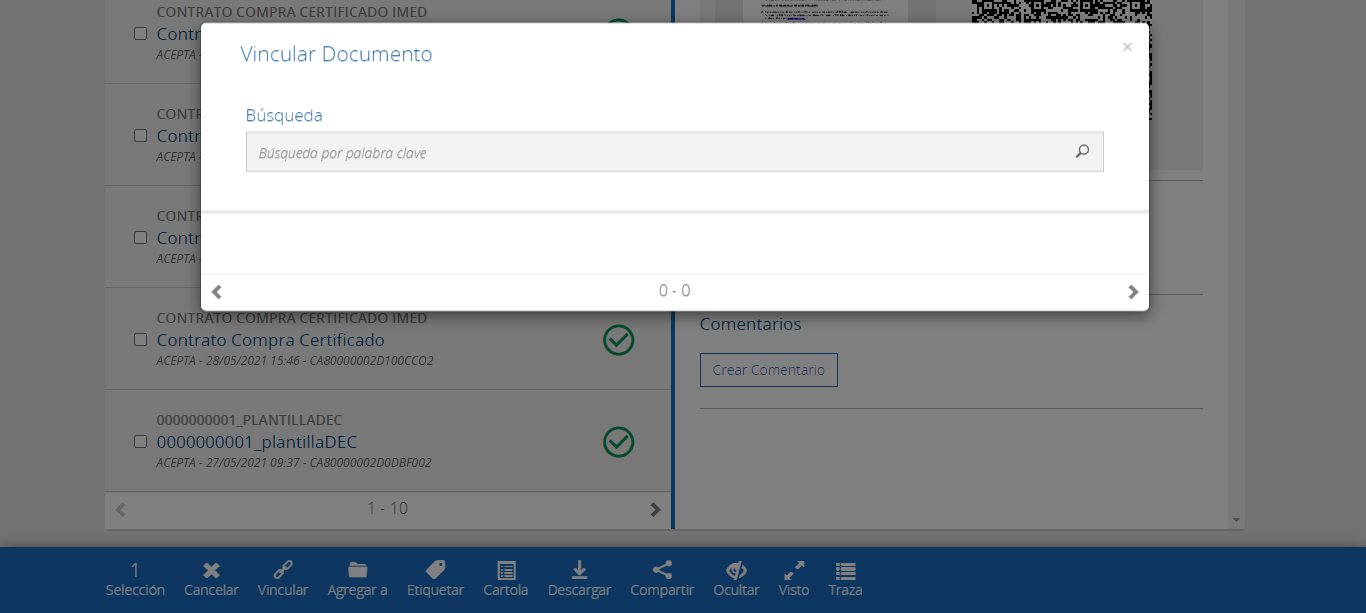 CONTRATO COMPRA CERTIFICADO IMED
Contr
ACEPTA -
Vincular Documento
×
Búsqueda
Búsqueda por palabra clave
CONTR
Contr
ACEPTA -
CONTR
Contr
ACEPTA -
0 - 0
CONTRATO COMPRA CERTIFICADO IMED
Contrato Compra Certificado
ACEPTA - 28/05/2021 15:46 - CA80000002D100CCO2
Comentarios
Crear Comentario
0000000001_PLANTILLADEC
0000000001_plantillaDEC
ACEPTA - 27/05/2021 09:37 - CA80000002D0DBF002
1 - 10
1
Selección Cancelar Vincular Agregar a Etiquetar Cartola Descargar Compartir Ocultar Visto Traza